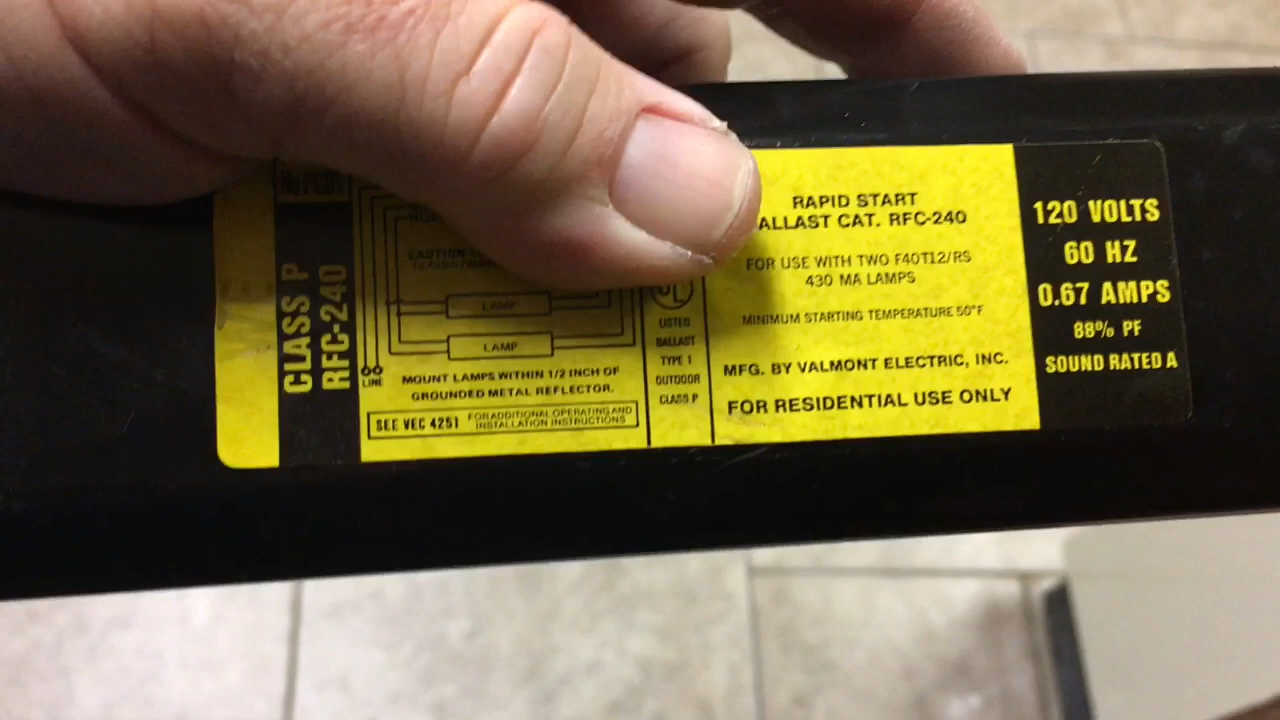 CLASS P
RFC-240
CAUTION
LAMP
LAMP
LINE
MOUNT LAMPS WITHIN 1/2 INCH OF
GROUNDED METAL REFLECTOR.
SEE VEC 4251
FOR ADDITIONAL OPERATING AND
INSTALLATION INSTRUCTIONS
UL
LISTED
BALLAST
TYPE 1
OUTDOOR
CLASS P
RAPID START
ALLAST CAT. RFC-240
FOR USE WITH TWO F40T12/RS
430 MA LAMPS
MINIMUM STARTING TEMPERATURE 50°F
MFG. BY VALMONT ELECTRIC, INC.
FOR RESIDENTIAL USE ONLY
120 VOLTS
60 HZ
0.67 AMPS
88% PF
SOUND RATED A